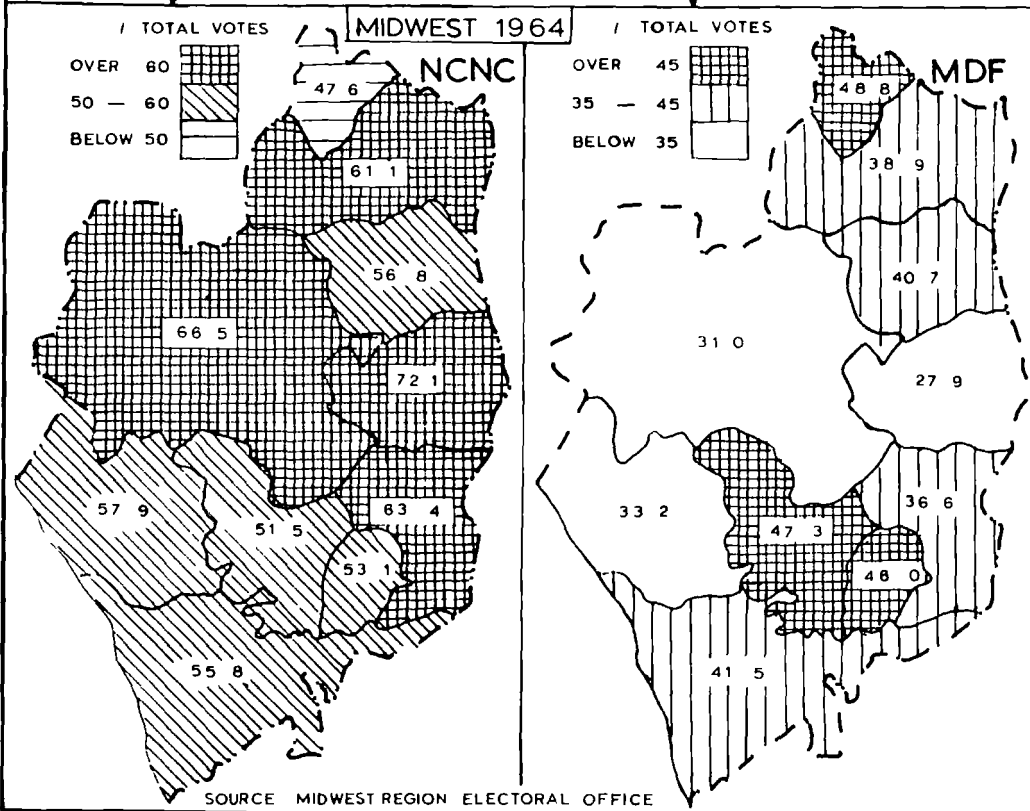 MIDWEST 1964
/ TOTAL VOTES
OVER 60
50 — 60
BELOW 50
NCNC
47 6
61 1
56 8
66 5
72 1
57 9
51 5
63 4
53 1
55 8
/ TOTAL VOTES
OVER 45
35 — 45
BELOW 35
MDF
48 8
38 9
40 7
31 0
27 9
33 2
47 3
36 6
46 0
41 5
SOURCE MIDWEST REGION ELECTORAL OFFICE